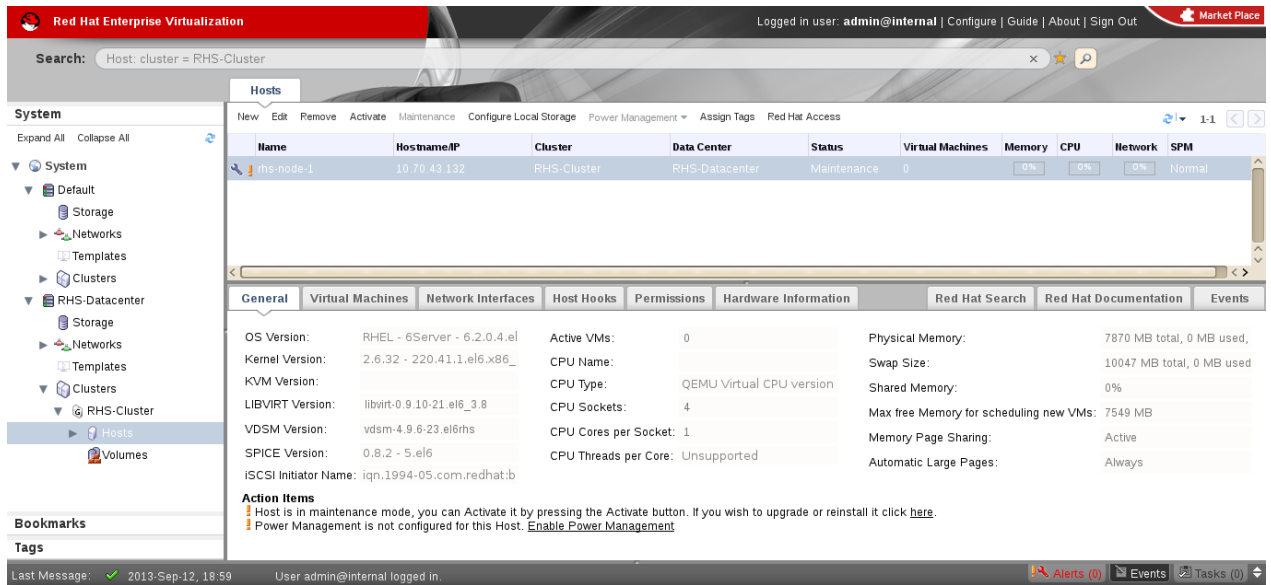 Red Hat Enterprise Virtualization
Logged in user: admin@internal | Configure | Guide | About | Sign Out
Market Place
Search: Host: cluster = RHS-Cluster ×
Hosts
System
Expand All Collapse All
System
Default
Storage
Networks
Templates
Clusters
RHS-Datacenter
Storage
Networks
Templates
Clusters
RHS-Cluster
Hosts
Volumes
Bookmarks
Tags
New Edit Remove Activate Maintenance Configure Local Storage Power Management Assign Tags Red Hat Access 1-1
Name Hostname/IP Cluster Data Center Status Virtual Machines Memory CPU Network SPM
rhs-node-1 10.70.43.132 RHS-Cluster RHS-Datacenter Maintenance 0 0% 0% 0% Normal
General Virtual Machines Network Interfaces Host Hooks Permissions Hardware Information Red Hat Search Red Hat Documentation Events
OS Version: RHEL - 6Server - 6.2.0.4.el
Kernel Version: 2.6.32 - 220.41.1.el6.x86_
KVM Version:
LIBVIRT Version: libvirt-0.9.10-21.el6_3.8
VDSM Version: vdsm-4.9.6-23.el6rhs
SPICE Version: 0.8.2 - 5.el6
iSCSI Initiator Name: iqn.1994-05.com.redhat:b
Active VMs: 0
CPU Name:
CPU Type: QEMU Virtual CPU version
CPU Sockets: 4
CPU Cores per Socket: 1
CPU Threads per Core: Unsupported
Physical Memory: 7870 MB total, 0 MB used,
Swap Size: 10047 MB total, 0 MB used
Shared Memory: 0%
Max free Memory for scheduling new VMs: 7549 MB
Memory Page Sharing: Active
Automatic Large Pages: Always
Action Items
Host is in maintenance mode, you can Activate it by pressing the Activate button. If you wish to upgrade or reinstall it click here.
Power Management is not configured for this Host. Enable Power Management
Last Message: 2013-Sep-12, 18:59 User admin@internal logged in.
Alerts (0) Events Tasks (0)